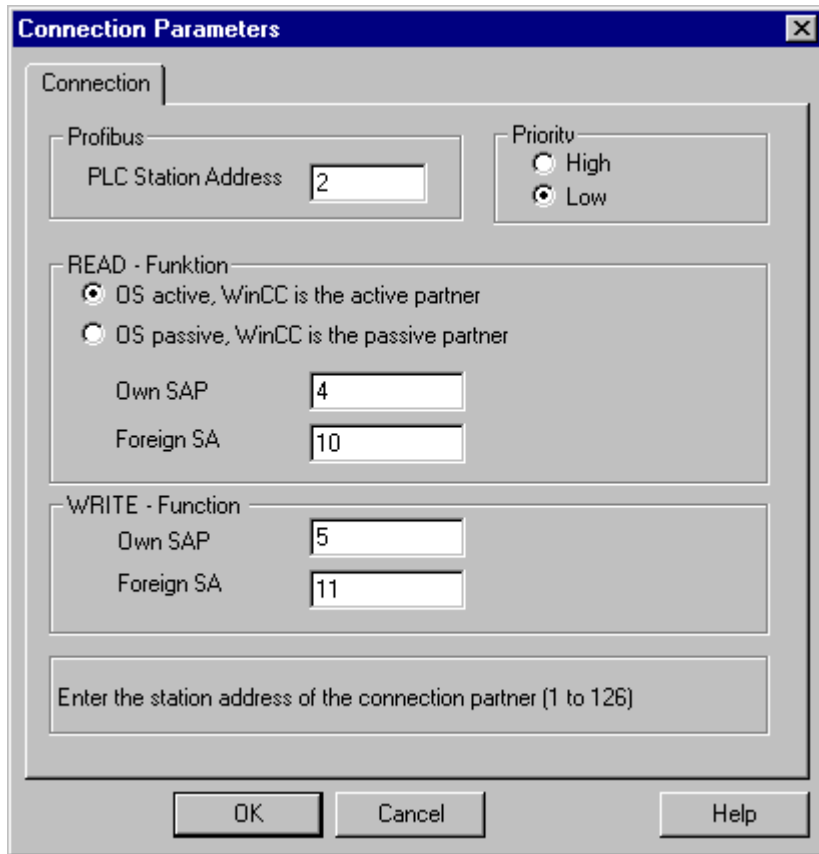 Connection Parameters
Connection
Profibus
PLC Station Address 2
Priority
High
Low
READ - Funktion
OS active, WinCC is the active partner
OS passive, WinCC is the passive partner
Own SAP 4
Foreign SA 10
WRITE - Function
Own SAP 5
Foreign SA 11
Enter the station address of the connection partner (1 to 126)
OK Cancel Help